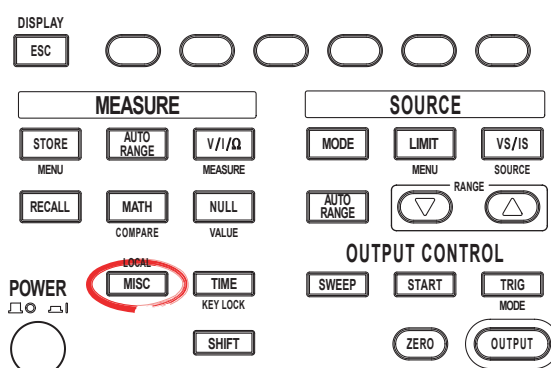 DISPLAY
ESC
MEASURE
SOURCE
STORE
AUTO RANGE
V/I/Ω
MODE
LIMIT
VS/IS
MENU
MEASURE
MENU
SOURCE
RECALL
MATH
NULL
AUTO RANGE
RANGE
COMPARE
VALUE
OUTPUT CONTROL
LOCAL
POWER
MISC
TIME
SWEEP
START
TRIG
KEY LOCK
MODE
SHIFT
ZERO
OUTPUT